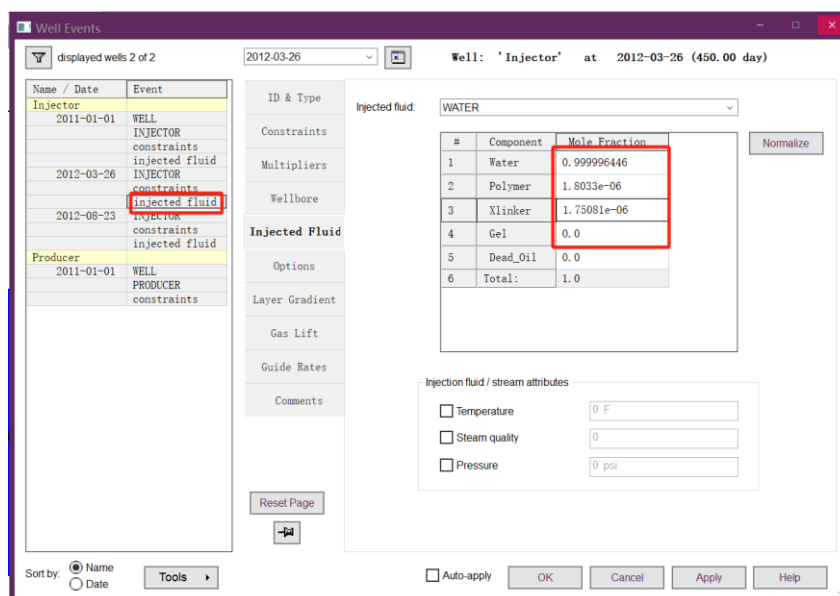 Well Events
displayed wells 2 of 2
2012-03-26
Well: 'Injector' at 2012-03-26 (450.00 day)
Name / Date Event
Injector
2011-01-01 WELL
INJECTOR
constraints
injected fluid
2012-03-26 INJECTOR
constraints
injected fluid
2012-08-23 INJECTOR
constraints
injected fluid
Producer
2011-01-01 WELL
PRODUCER
constraints
ID & Type
Constraints
Multipliers
Wellbore
Injected Fluid
Options
Layer Gradient
Gas Lift
Guide Rates
Comments
Reset Page
Injected fluid: WATER
# Component Mole Fraction
1 Water 0.999996446
2 Polymer 1.8033e-06
3 Xlinker 1.75081e-06
4 Gel 0.0
5 Dead_Oil 0.0
6 Total: 1.0
Normalize
Injection fluid / stream attributes
Temperature 0 F
Steam quality 0
Pressure 0 psi
Sort by: Name
Date
Tools
Auto-apply OK Cancel Apply Help